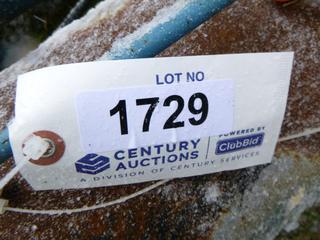 LOT NO
1729
CENTURY
AUCTIONS
POWERED BY
ClubBid
A DIVISION OF CENTURY SERVICES